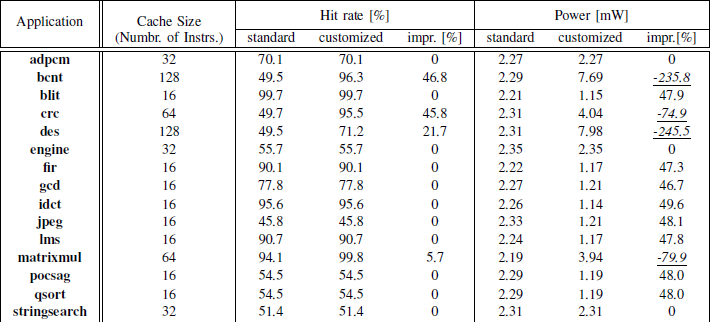 Application Cache Size (Numbr. of Instrs.) Hit rate [%] Power [mW]
standard customized impr. [%] standard customized impr.[%]
adpcm 32 70.1 70.1 0 2.27 2.27 0
bcnt 128 49.5 96.3 46.8 2.29 7.69 -235.8
blit 16 99.7 99.7 0 2.21 1.15 47.9
crc 64 49.7 95.5 45.8 2.31 4.04 -74.9
des 128 49.5 71.2 21.7 2.31 7.98 -245.5
engine 32 55.7 55.7 0 2.35 2.35 0
fir 16 90.1 90.1 0 2.22 1.17 47.3
gcd 16 77.8 77.8 0 2.27 1.21 46.7
idct 16 95.6 95.6 0 2.26 1.14 49.6
jpeg 16 45.8 45.8 0 2.33 1.21 48.1
lms 16 90.7 90.7 0 2.24 1.17 47.8
matrixmul 64 94.1 99.8 5.7 2.19 3.94 -79.9
pocsag 16 54.5 54.5 0 2.29 1.19 48.0
qsort 16 54.5 54.5 0 2.29 1.19 48.0
stringsearch 32 51.4 51.4 0 2.31 2.31 0